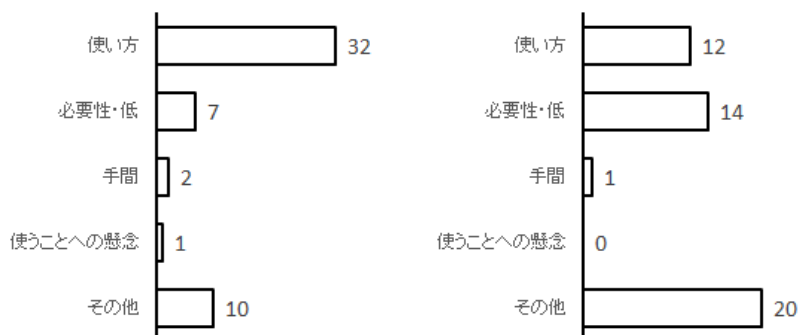 使い方 32
必要性・低 7
手間 2
使うことへの懸念 1
その他 10
使い方 12
必要性・低 14
手間 1
使うことへの懸念 0
その他 20